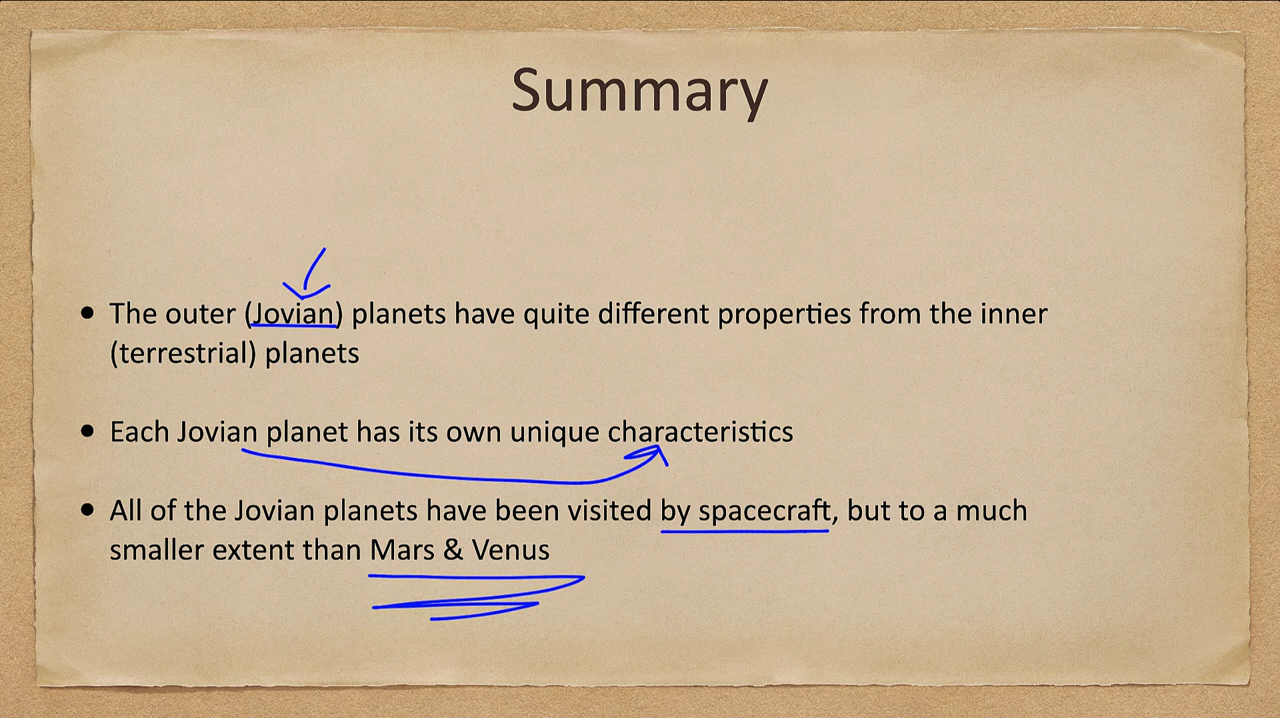 Summary
• The outer (Jovian) planets have quite different properties from the inner
(terrestrial) planets
• Each Jovian planet has its own unique characteristics
• All of the Jovian planets have been visited by spacecraft, but to a much
smaller extent than Mars & Venus